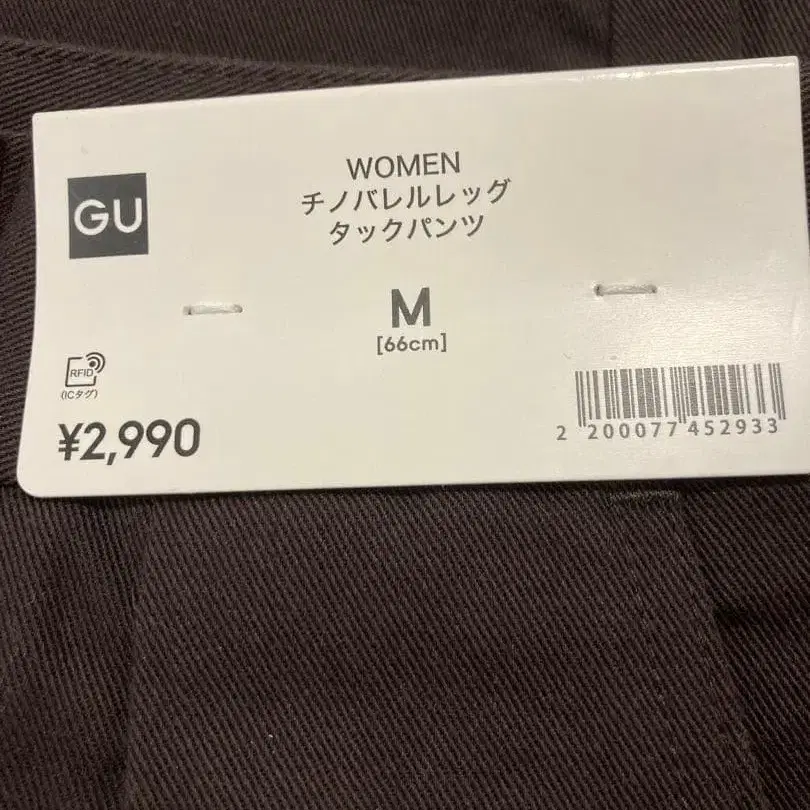 GU
WOMEN
チノバレルレッグ
タックパンツ
M
[66cm]
RFID
(ICタグ)
¥2,990
2 200077 452933